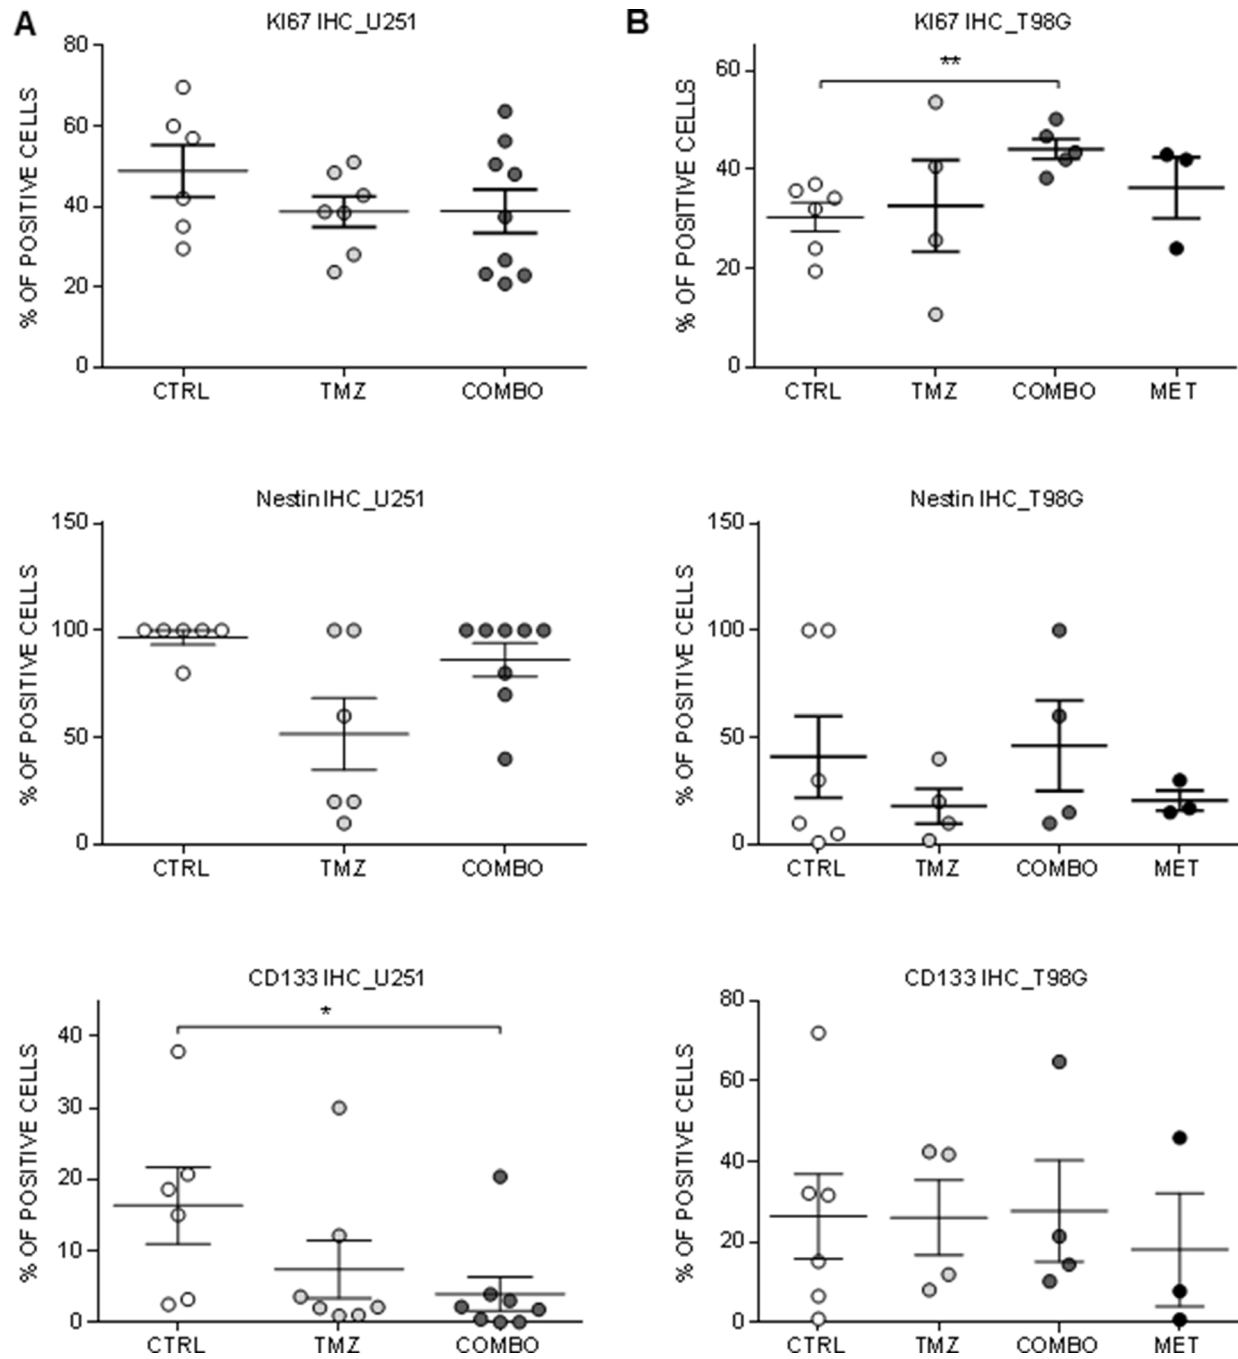 A
KI67 IHC_U251
% OF POSITIVE CELLS
80
60
40
20
0
CTRL TMZ COMBO
B
KI67 IHC_T98G
% OF POSITIVE CELLS
**
60
40
20
0
CTRL TMZ COMBO MET
Nestin IHC_U251
% OF POSITIVE CELLS
150
100
50
0
CTRL TMZ COMBO
Nestin IHC_T98G
% OF POSITIVE CELLS
150
100
50
0
CTRL TMZ COMBO MET
CD133 IHC_U251
% OF POSITIVE CELLS
*
40
30
20
10
0
CTRL TMZ COMBO
CD133 IHC_T98G
% OF POSITIVE CELLS
80
60
40
20
0
CTRL TMZ COMBO MET